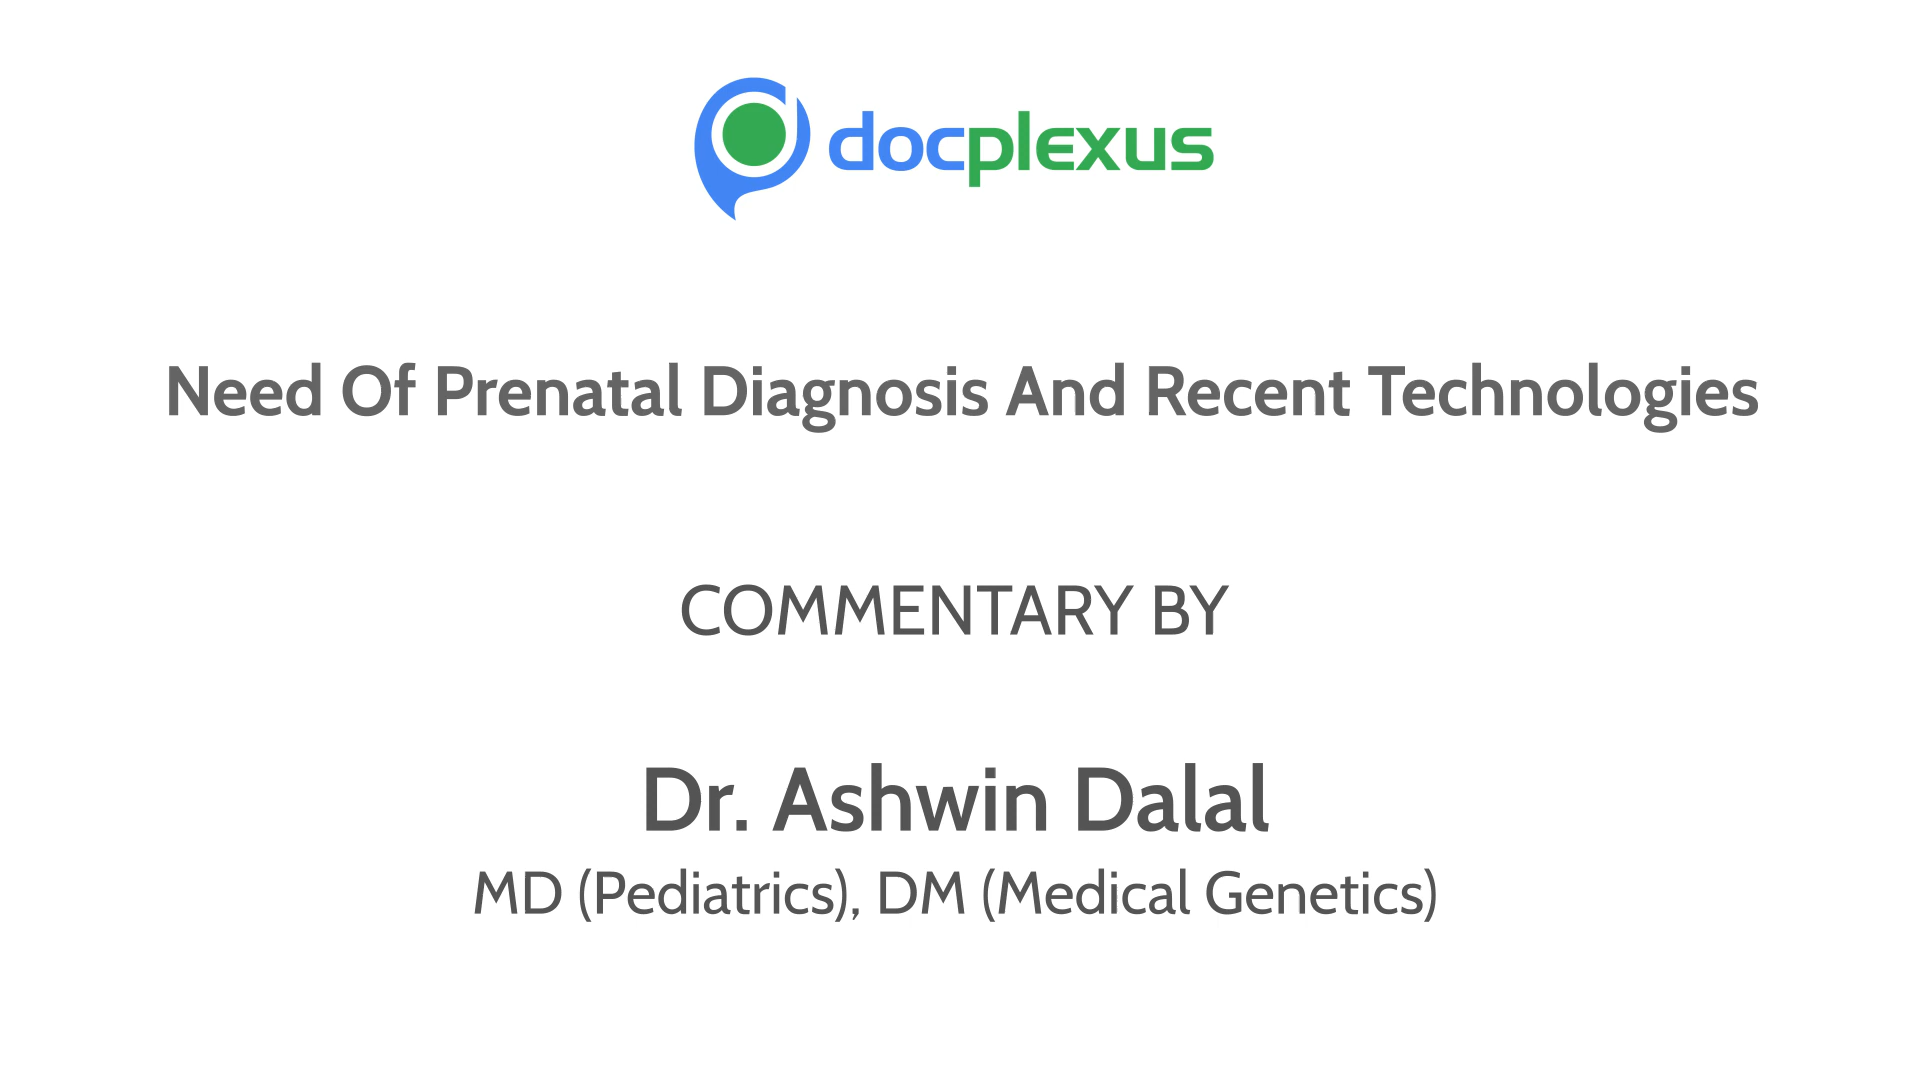 docplexus
Need Of Prenatal Diagnosis And Recent Technologies
COMMENTARY BY
Dr. Ashwin Dalal
MD (Pediatrics), DM (Medical Genetics)